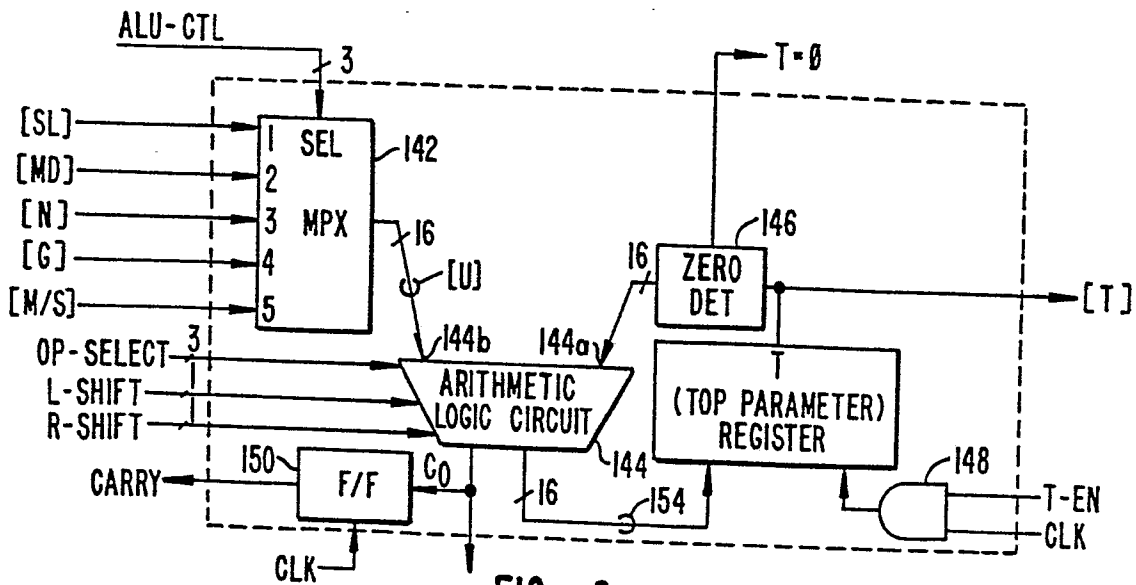 ALU-CTL
3
T=Ø
[SL]
1 SEL
142
[MD]
2
[N]
3 MPX
[G]
4
[M/S]
5
16
[U]
146
16
ZERO
DET
[T]
OP-SELECT
3
L-SHIFT
R-SHIFT
144b
144a
ARITHMETIC
LOGIC CIRCUIT
144
T
(TOP PARAMETER)
REGISTER
150
F/F
CARRY
C0
16
154
148
T-EN
CLK
CLK